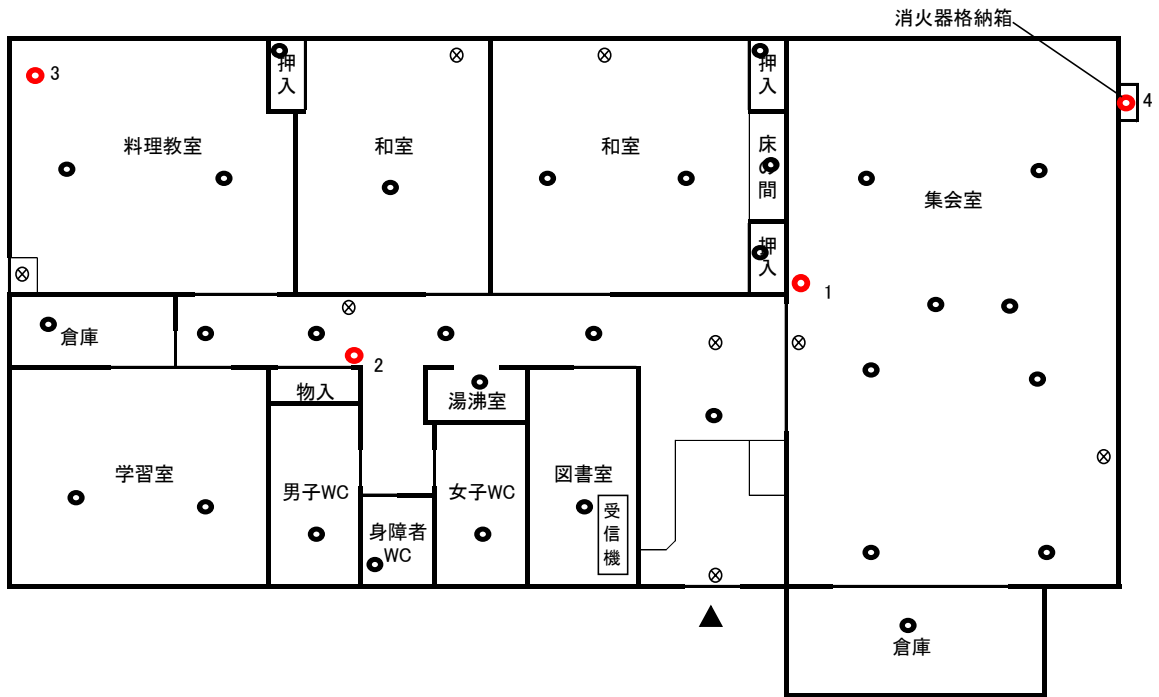 消火器格納箱
3
押入
押入
4
料理教室
和室
和室
床の間
集会室
押入
1
倉庫
2
物入
湯沸室
学習室
男子WC
女子WC
図書室
受信機
身障者
WC
倉庫